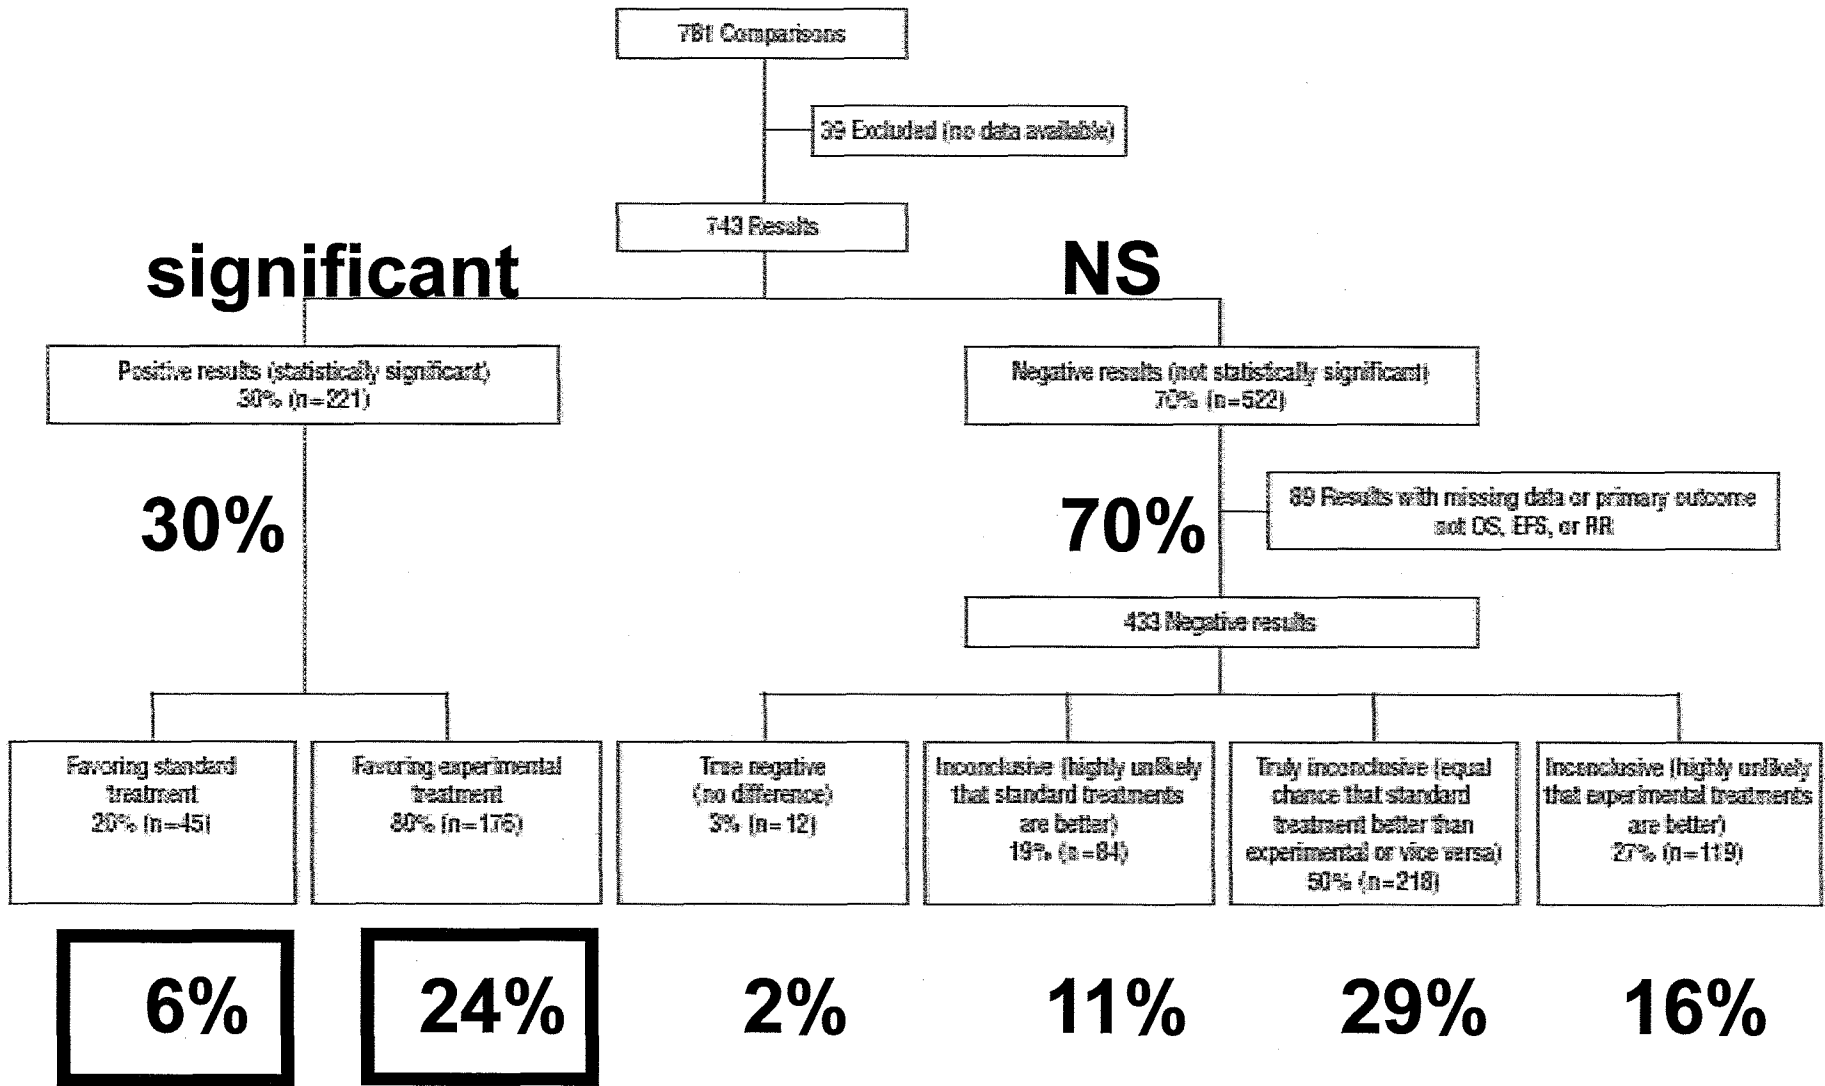 781 Comparisons
39 Excluded (no data available)
743 Results
significant
NS
Positive results (statistically significant)
30% (n=221)
Negative results (not statistically significant)
70% (n=522)
30%
70%
89 Results with missing data or primary outcome
not OS, EFS, or RR
433 Negative results
Favoring standard
treatment
20% (n=45)
Favoring experimental
treatment
80% (n=176)
True negative
(no difference)
3% (n=12)
Inconclusive (highly unlikely
that standard treatments
are better)
19% (n=84)
Truly inconclusive (equal
chance that standard
treatment better than
experimental or vice versa)
50% (n=218)
Inconclusive (highly unlikely
that experimental treatments
are better)
27% (n=119)
6%
24%
2%
11%
29%
16%